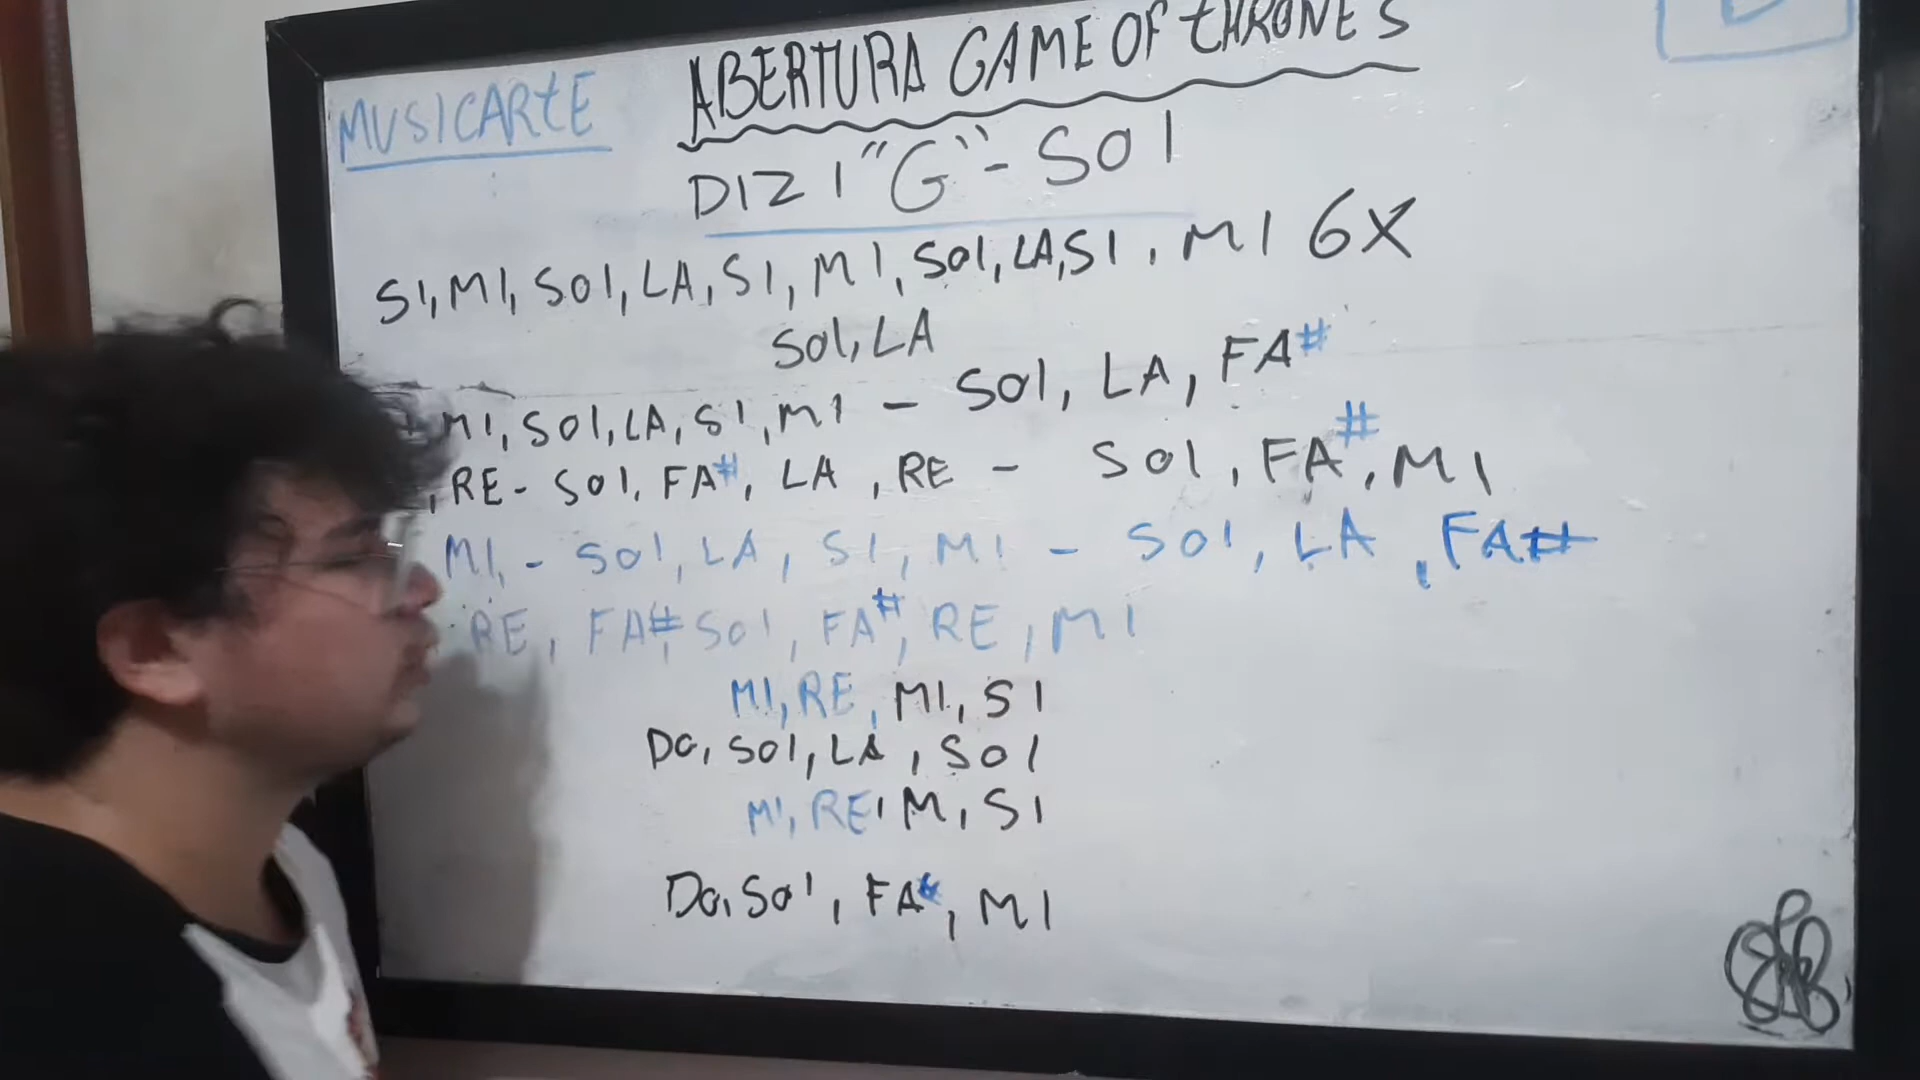 MUSICARtE
ABERTURA GAME OF tHRONES
DIZI "G" - SOl
SI, MI, SOl, LA, SI, MI, SOl, LA, SI, MI 6X
SOl, LA
MI, SOl, LA, SI, MI - SOl, LA, FA#
, RE - SOl, FA#, LA, RE - SOl, FA#, MI
MI, - SOl, LA, SI, MI - SOl, LA, FA#
RE, FA#, SOl, FA#, RE, MI
MI, RE, MI, SI
DO, SOl, LA, SOl
MI, RE, M, SI
DO, SOl, FA#, MI